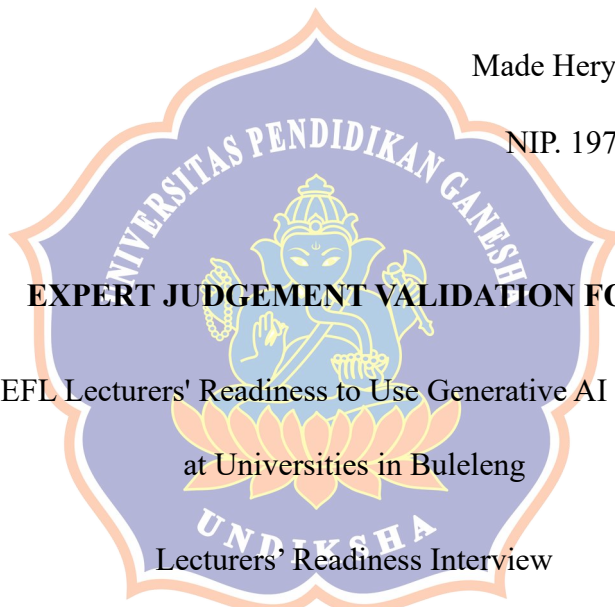 Made Hery
NIP. 197
UNIVERSITAS PENDIDIKAN GANESHA
EXPERT JUDGEMENT VALIDATION FO
EFL Lecturers' Readiness to Use Generative AI
at Universities in Buleleng
UNDIKSHA
Lecturers’ Readiness Interview